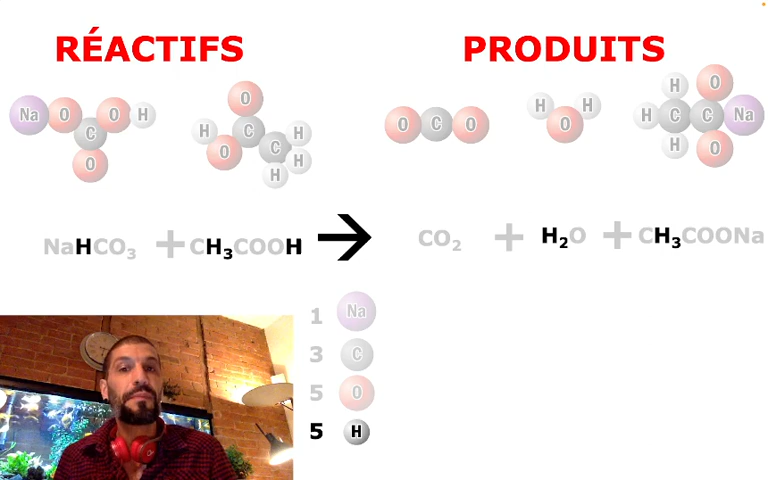 RÉACTIFS PRODUITS
Na O C O H O
O H C O C H H H
O C O
H H O
H H C C O Na H O
NaHCO₃ + CH₃COOH → CO₂ + H₂O + CH₃COONa
1 Na
3 C
5 O
5 H